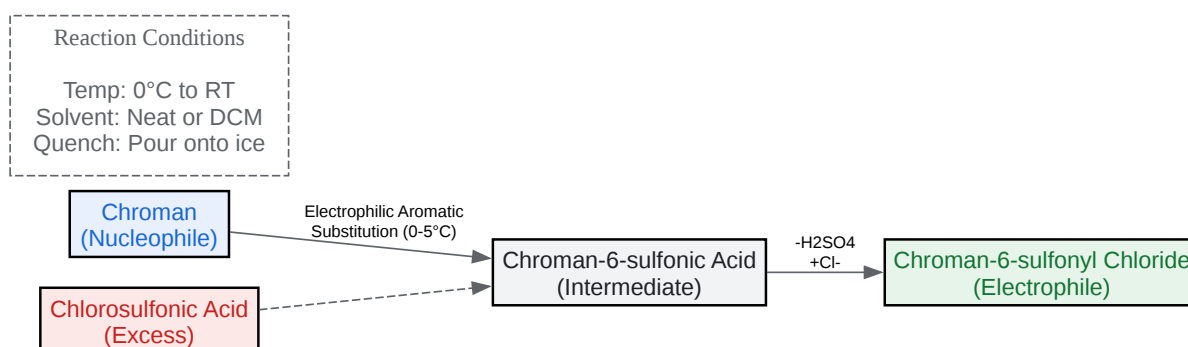 Reaction Conditions
Temp: 0°C to RT
Solvent: Neat or DCM
Quench: Pour onto ice
Chroman
(Nucleophile)
Electrophilic Aromatic
Substitution (0-5°C)
Chlorosulfonic Acid
(Excess)
Chroman-6-sulfonic Acid
(Intermediate)
-H2SO4
+Cl-
Chroman-6-sulfonyl Chloride
(Electrophile)